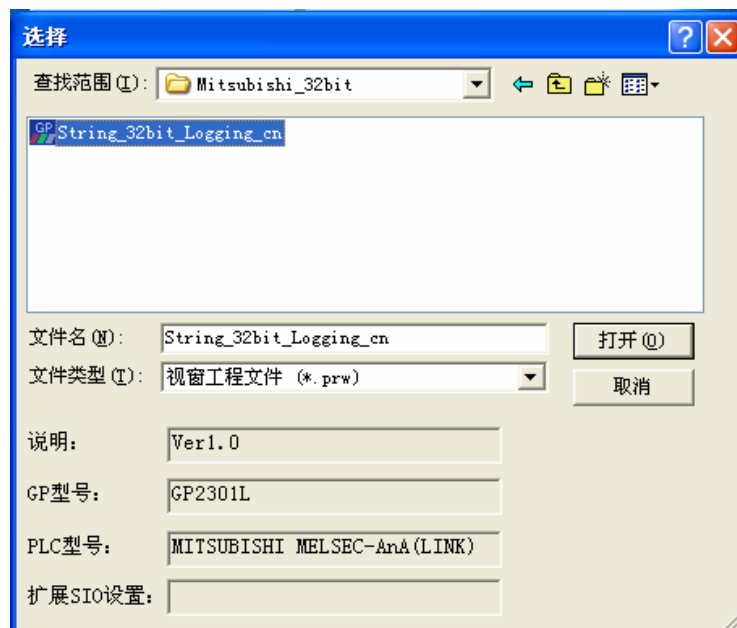 选择
查找范围(I): Mitsubishi_32bit
String_32bit_Logging_cn
文件名(N): String_32bit_Logging_cn 打开(O)
文件类型(T): 视窗工程文件 (*.prw) 取消
说明: Ver1.0
GP型号: GP2301L
PLC型号: MITSUBISHI MELSEC-AnA(LINK)
扩展SIO设置: